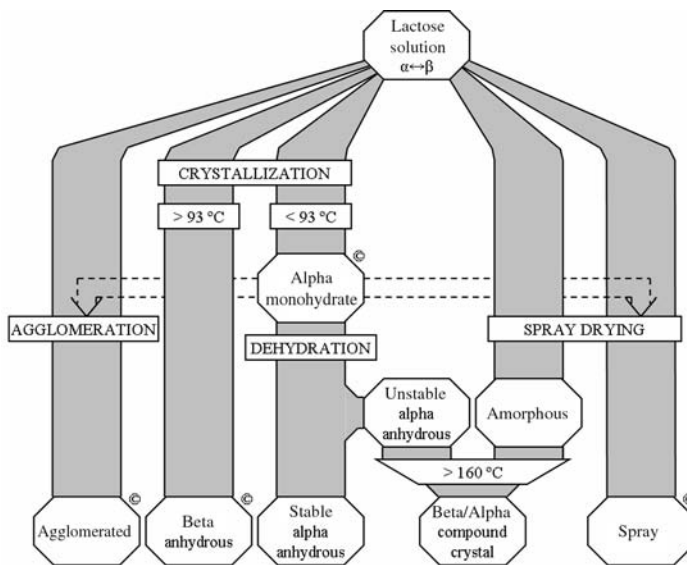 Lactose
solution
α↔β
CRYSTALLIZATION
> 93 °C
< 93 °C
©
Alpha
monohydrate
AGGLOMERATION
SPRAY DRYING
DEHYDRATION
Unstable
alpha
anhydrous
Amorphous
> 160 °C
©
Agglomerated
©
Beta
anhydrous
Stable
alpha
anhydrous
Beta/Alpha
compound
crystal
©
Spray